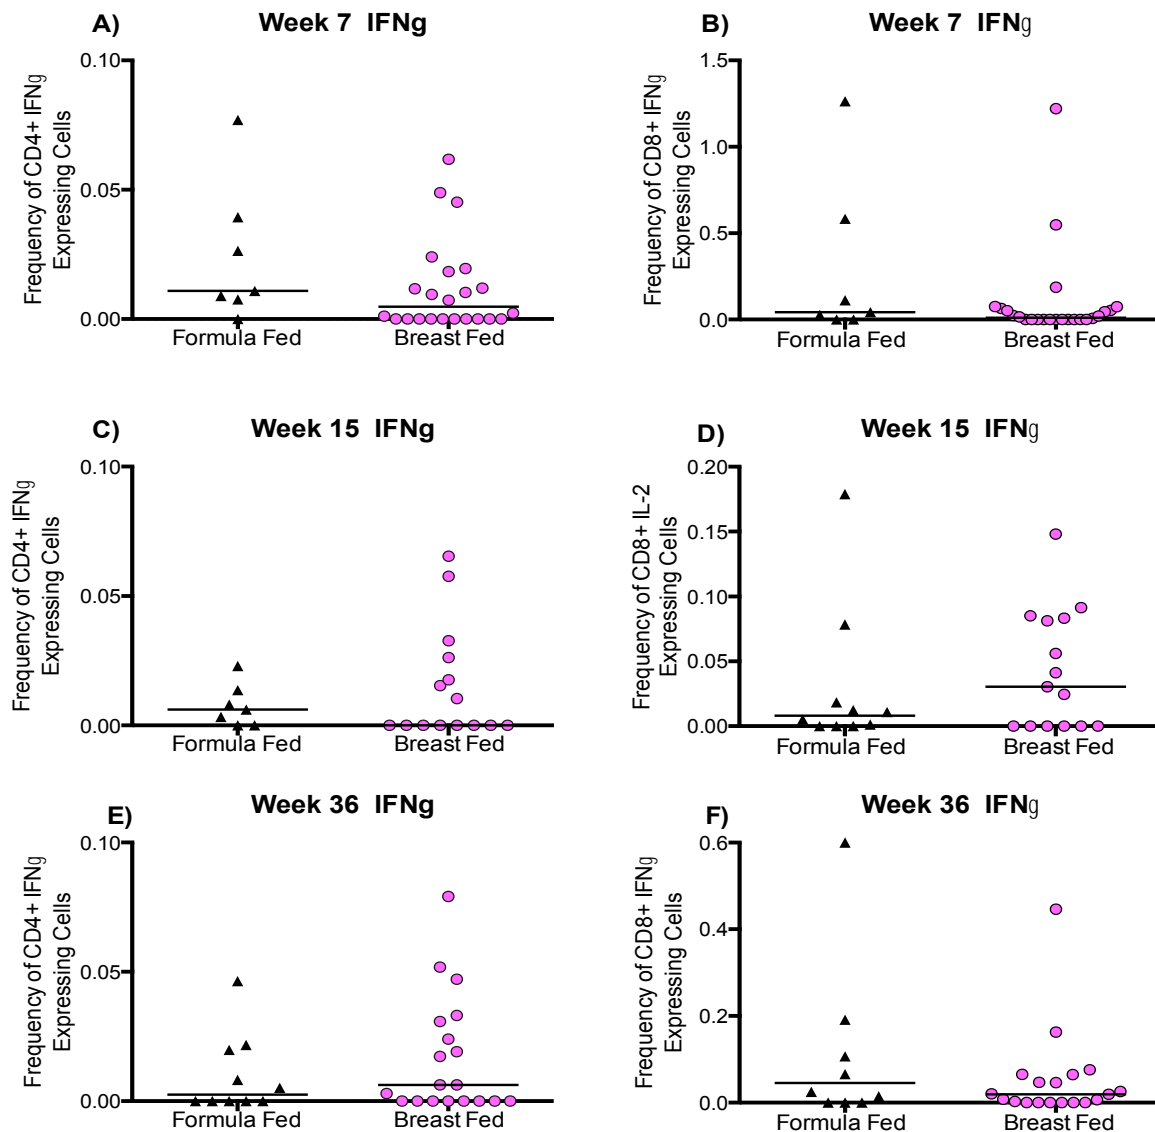 A) Week 7 IFNg
Frequency of CD4+ IFNg
Expressing Cells
0.10
0.05
0.00
Formula Fed Breast Fed
B) Week 7 IFNg
Frequency of CD8+ IFNg
Expressing Cells
1.5
1.0
0.5
0.0
Formula Fed Breast Fed
C) Week 15 IFNg
Frequency of CD4+ IFNg
Expressing Cells
0.10
0.05
0.00
Formula Fed Breast Fed
D) Week 15 IFNg
Frequency of CD8+ IL-2
Expressing Cells
0.20
0.15
0.10
0.05
0.00
Formula Fed Breast Fed
E) Week 36 IFNg
Frequency of CD4+ IFNg
Expressing Cells
0.10
0.05
0.00
Formula Fed Breast Fed
F) Week 36 IFNg
Frequency of CD8+ IFNg
Expressing Cells
0.6
0.4
0.2
0.0
Formula Fed Breast Fed